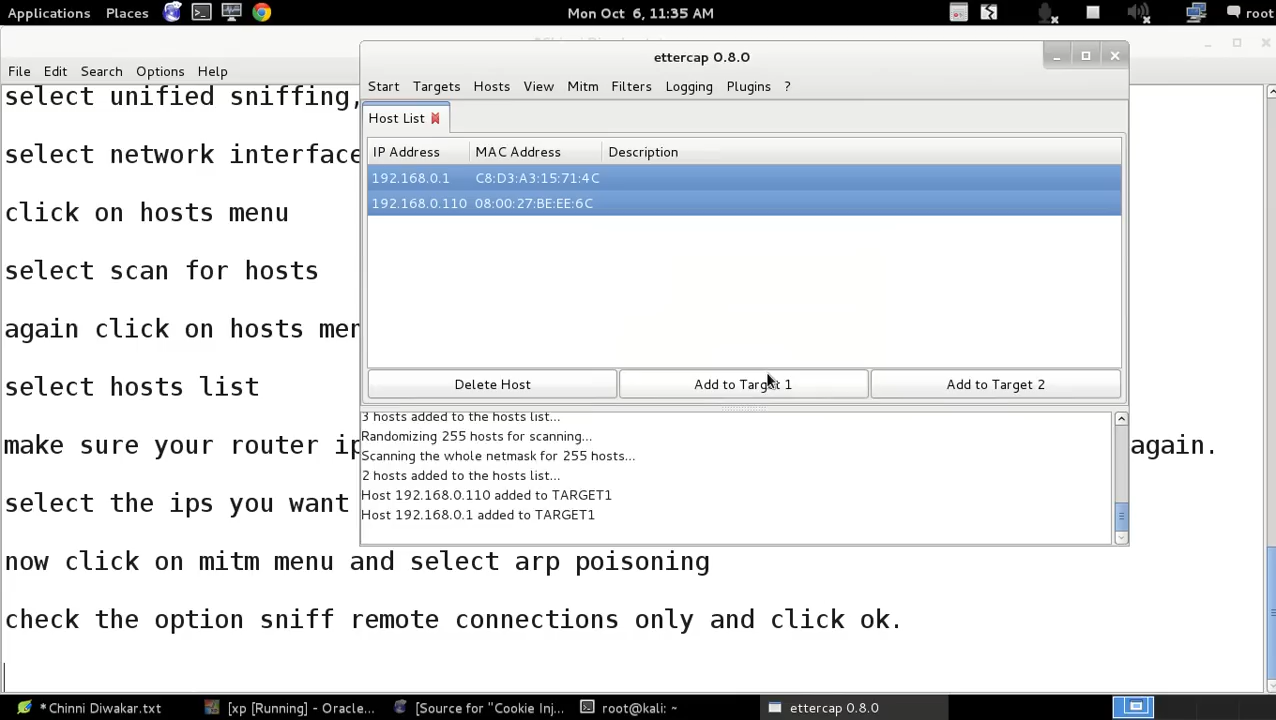 Applications Places Mon Oct 6, 11:35 AM root
File Edit Search Options Help
select unified sniffing,
select network interface
click on hosts menu
select scan for hosts
again click on hosts men
select hosts list
make sure your router ip again.
select the ips you want
now click on mitm menu and select arp poisoning
check the option sniff remote connections only and click ok.
ettercap 0.8.0
Start Targets Hosts View Mitm Filters Logging Plugins ?
Host List
IP Address MAC Address Description
192.168.0.1 C8:D3:A3:15:71:4C
192.168.0.110 08:00:27:BE:EE:6C
Delete Host Add to Target 1 Add to Target 2
3 hosts added to the hosts list...
Randomizing 255 hosts for scanning...
Scanning the whole netmask for 255 hosts...
2 hosts added to the hosts list...
Host 192.168.0.110 added to TARGET1
Host 192.168.0.1 added to TARGET1
*Chinni Diwakar.txt [xp [Running] - Oracle... [Source for "Cookie Inj... root@kali: ~ ettercap 0.8.0